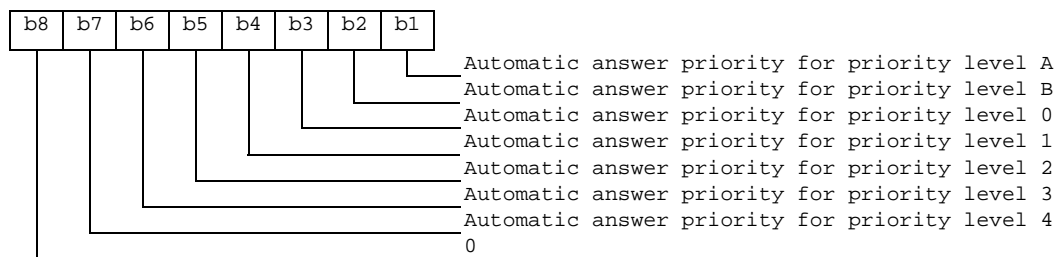 b8 b7 b6 b5 b4 b3 b2 b1
Automatic answer priority for priority level A
Automatic answer priority for priority level B
Automatic answer priority for priority level 0
Automatic answer priority for priority level 1
Automatic answer priority for priority level 2
Automatic answer priority for priority level 3
Automatic answer priority for priority level 4
0